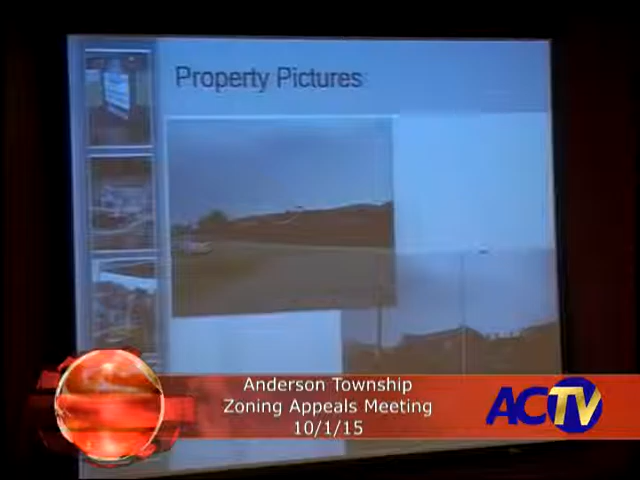 Property Pictures
Anderson Township
Zoning Appeals Meeting
10/1/15
ACTV